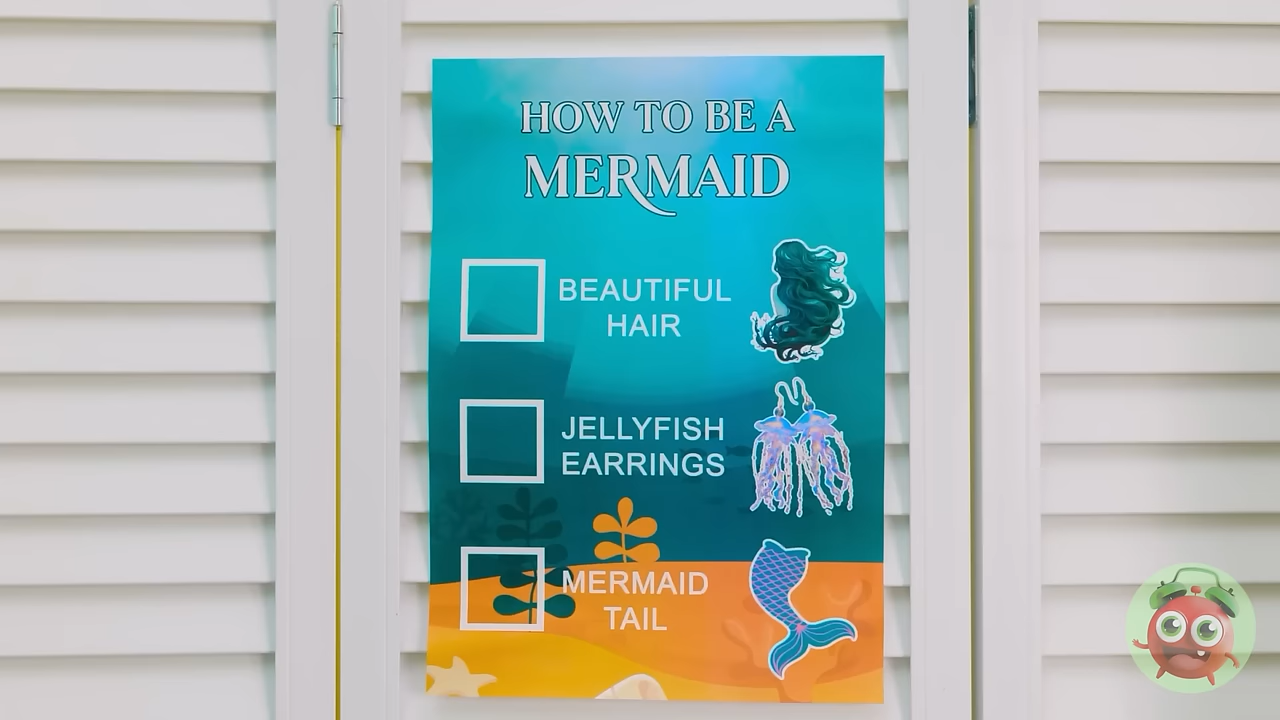 HOW TO BE A
MERMAID
BEAUTIFUL
HAIR
JELLYFISH
EARRINGS
MERMAID
TAIL